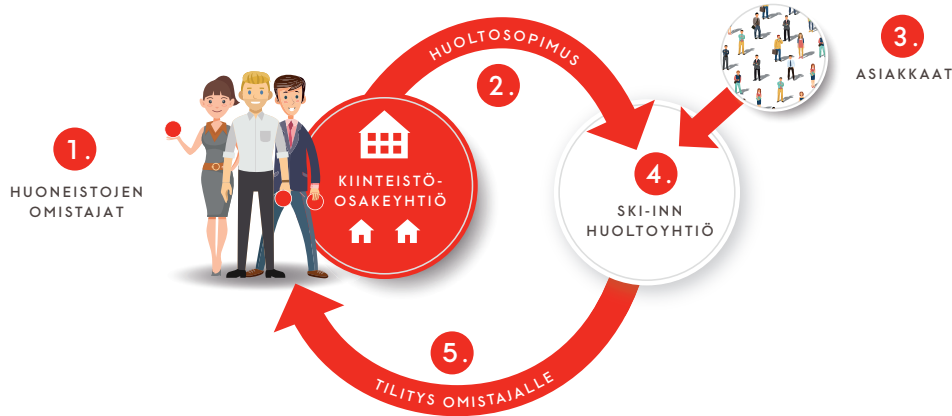 1.
HUONEISTOJEN
OMISTAJAT
KIINTEISTÖ-
OSAKEYHTIÖ
HUOLTOSOPIMUS
2.
3.
ASIAKKAAT
4.
SKI-INN
HUOLTOYHTIÖ
5.
TILITYS OMISTAJALLE